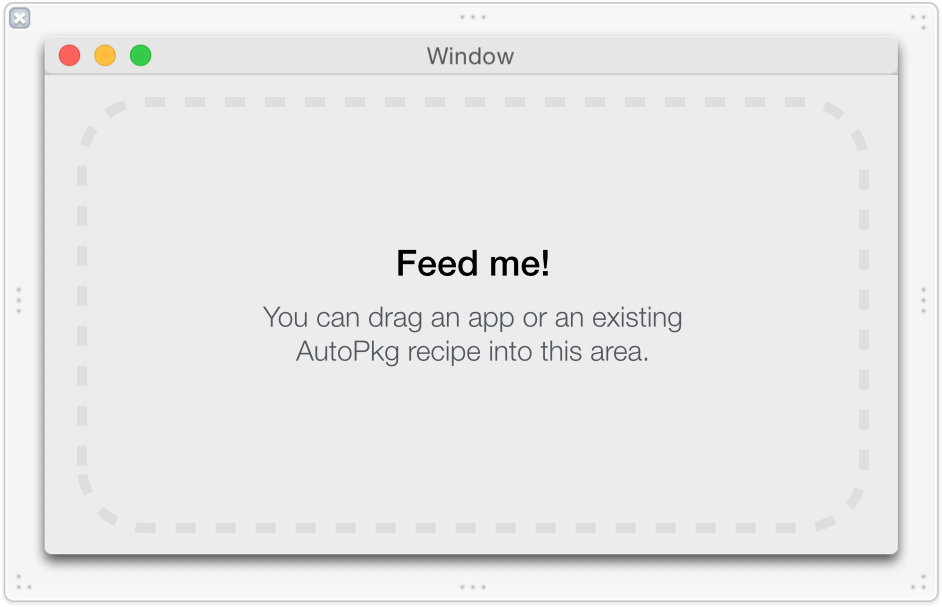 Window
Feed me!
You can drag an app or an existing
AutoPkg recipe into this area.